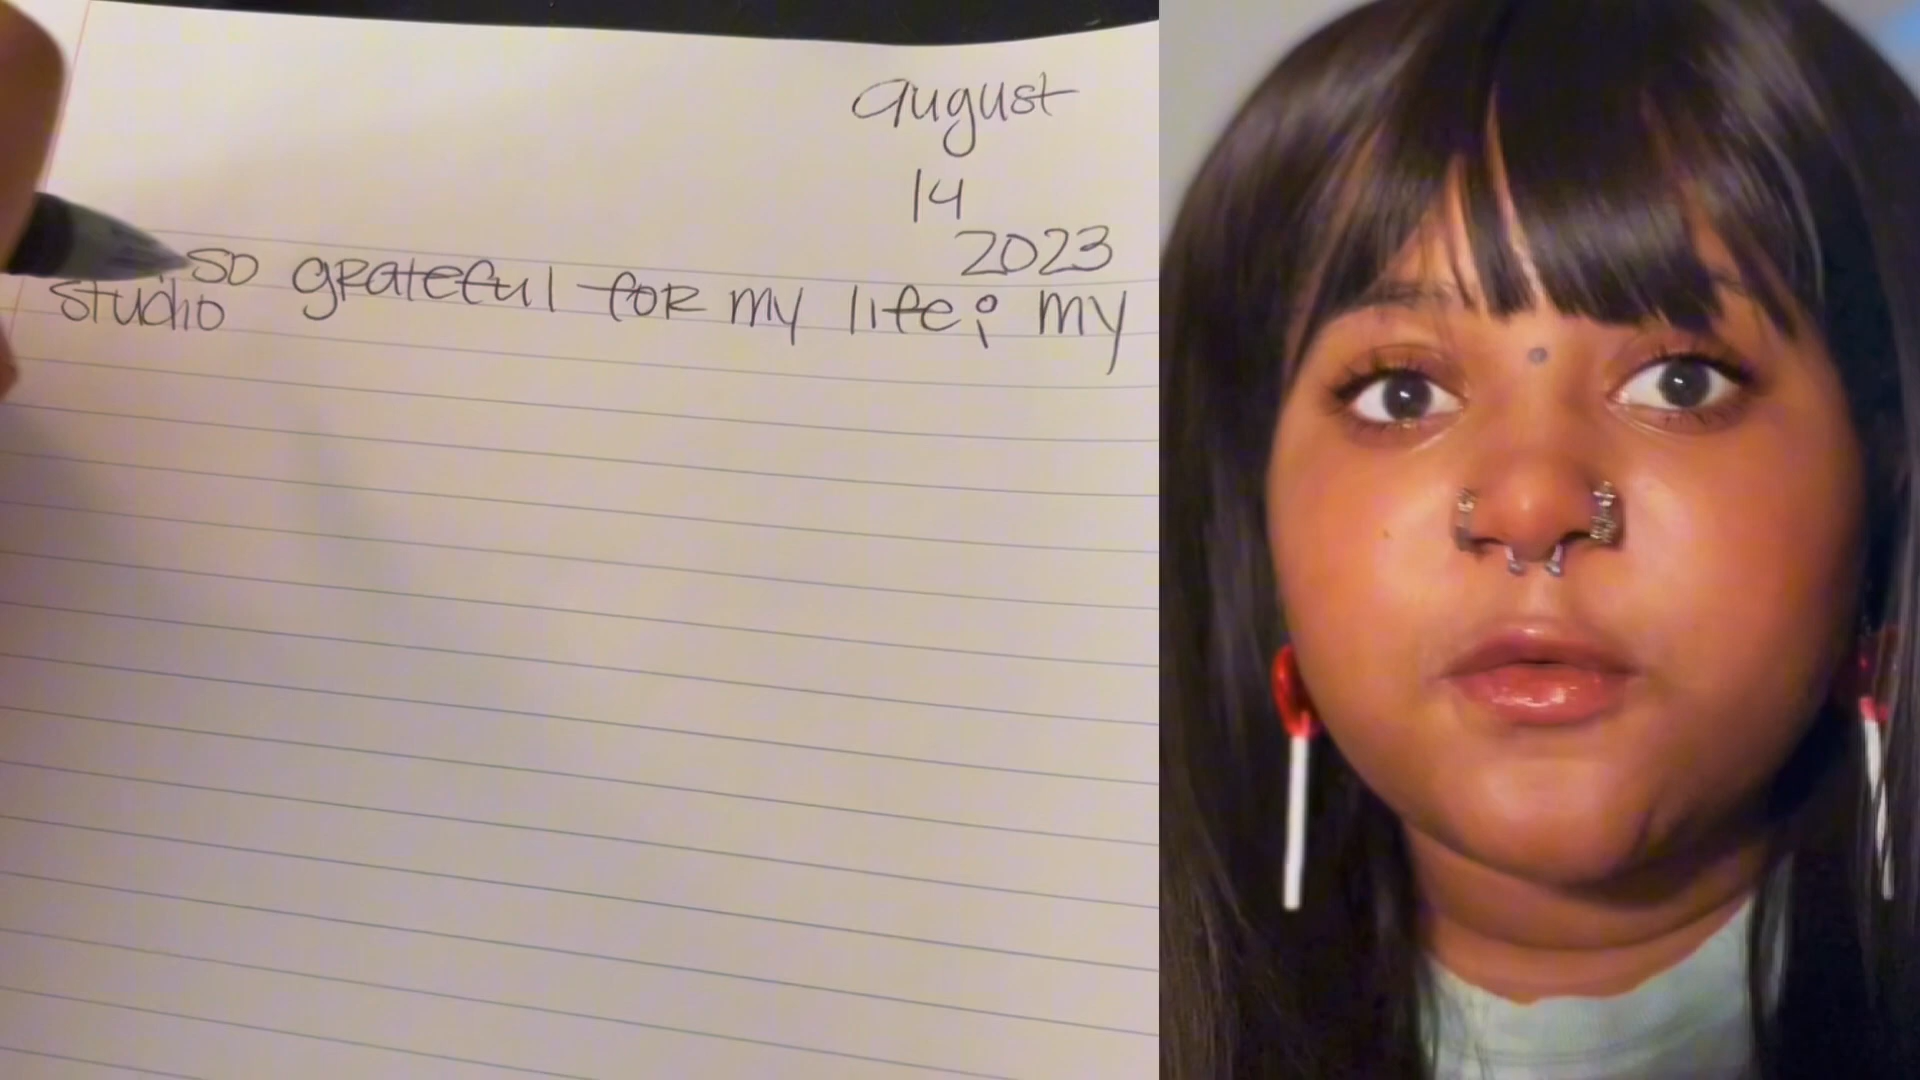 august
14
2023
so grateful for my life; my
studio